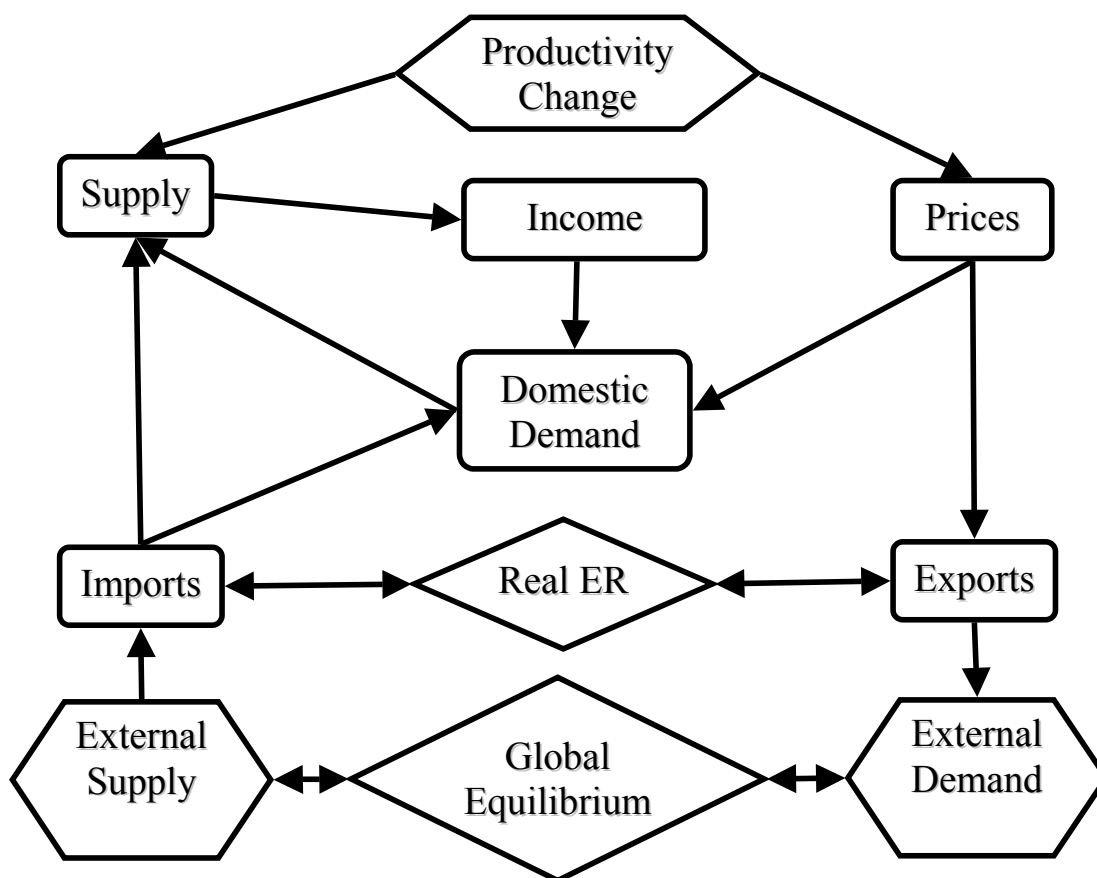 Productivity
Change
Supply
Income
Prices
Domestic
Demand
Imports
Real ER
Exports
External
Supply
Global
Equilibrium
External
Demand